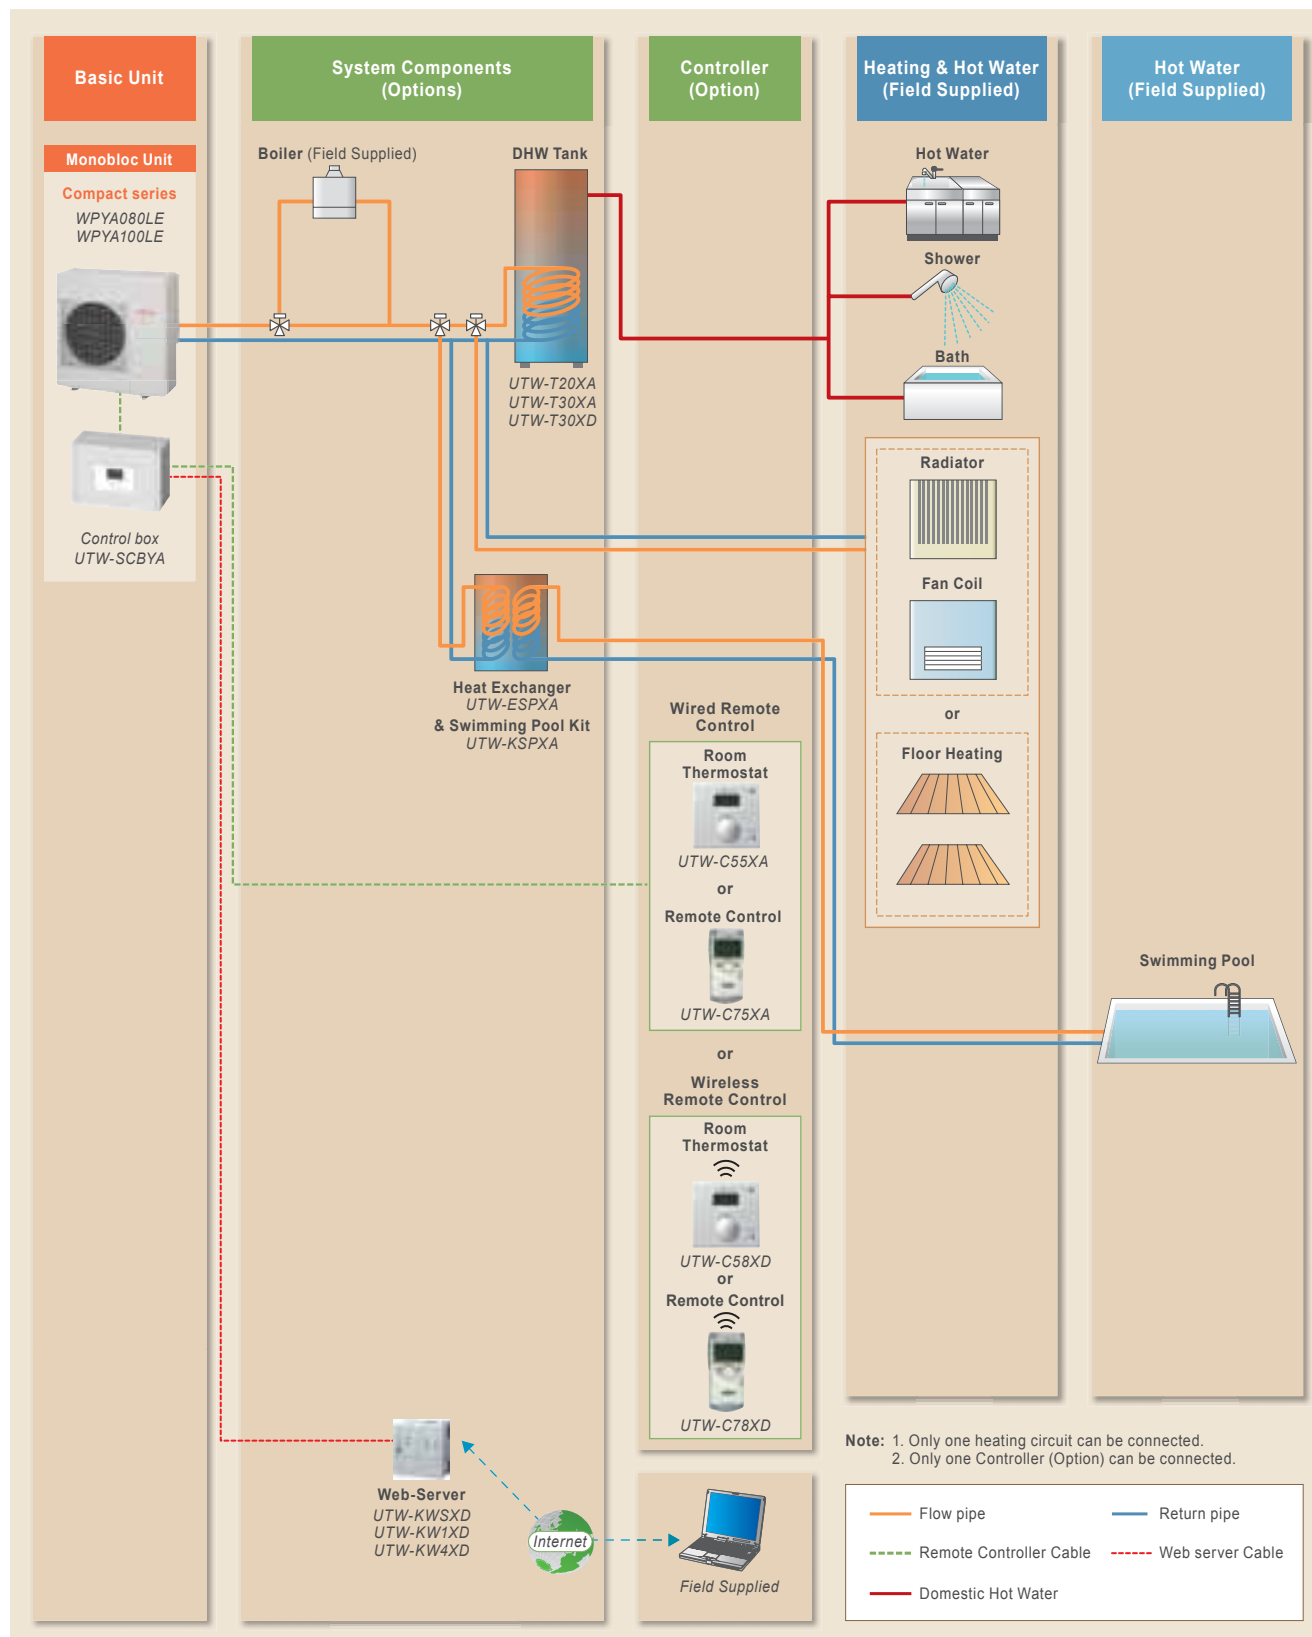 Basic Unit
System Components
(Options)
Controller
(Option)
Heating & Hot Water
(Field Supplied)
Hot Water
(Field Supplied)
Monobloc Unit
Compact series
WPYA080LE
WPYA100LE
Control box
UTW-SCBYA
Boiler (Field Supplied)
DHW Tank
UTW-T20XA
UTW-T30XA
UTW-T30XD
Heat Exchanger
UTW-ESPXA
& Swimming Pool Kit
UTW-KSPXA
Web-Server
UTW-KWSXD
UTW-KW1XD
UTW-KW4XD
Internet
Wired Remote
Control
Room
Thermostat
UTW-C55XA
or
Remote Control
UTW-C75XA
or
Wireless
Remote Control
Room
Thermostat
UTW-C58XD
or
Remote Control
UTW-C78XD
Field Supplied
Hot Water
Shower
Bath
Radiator
Fan Coil
or
Floor Heating
Swimming Pool
Note: 1. Only one heating circuit can be connected.
2. Only one Controller (Option) can be connected.
Flow pipe
Return pipe
Remote Controller Cable
Web server Cable
Domestic Hot Water